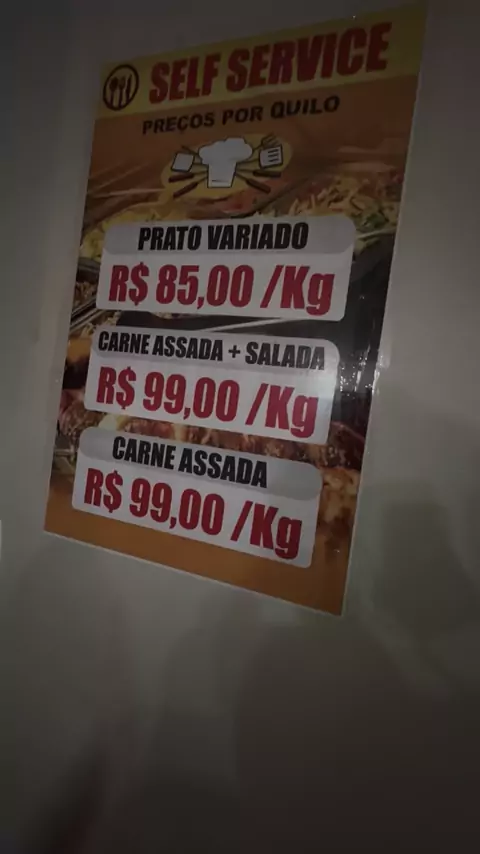 SELF SERVICE
PREÇOS POR QUILO
PRATO VARIADO
R$ 85,00 /Kg
CARNE ASSADA + SALADA
R$ 99,00 /Kg
CARNE ASSADA
R$ 99,00 /Kg